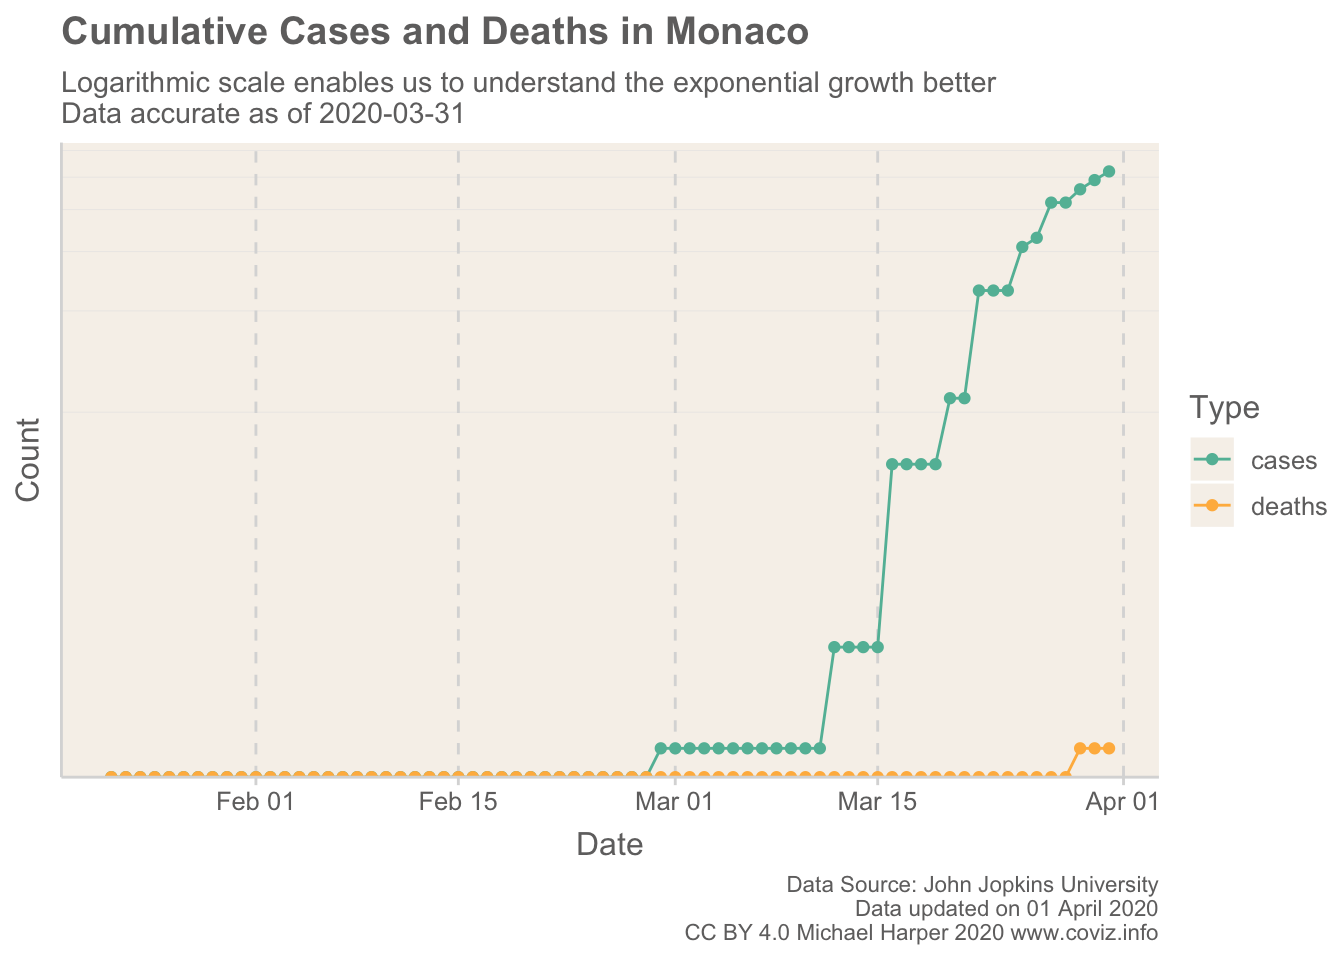 Cumulative Cases and Deaths in Monaco
Logarithmic scale enables us to understand the exponential growth better
Data accurate as of 2020-03-31
Count
Type
cases
deaths
Feb 01
Feb 15
Mar 01
Mar 15
Apr 01
Date
Data Source: John Jopkins University
Data updated on 01 April 2020
CC BY 4.0 Michael Harper 2020 www.coviz.info